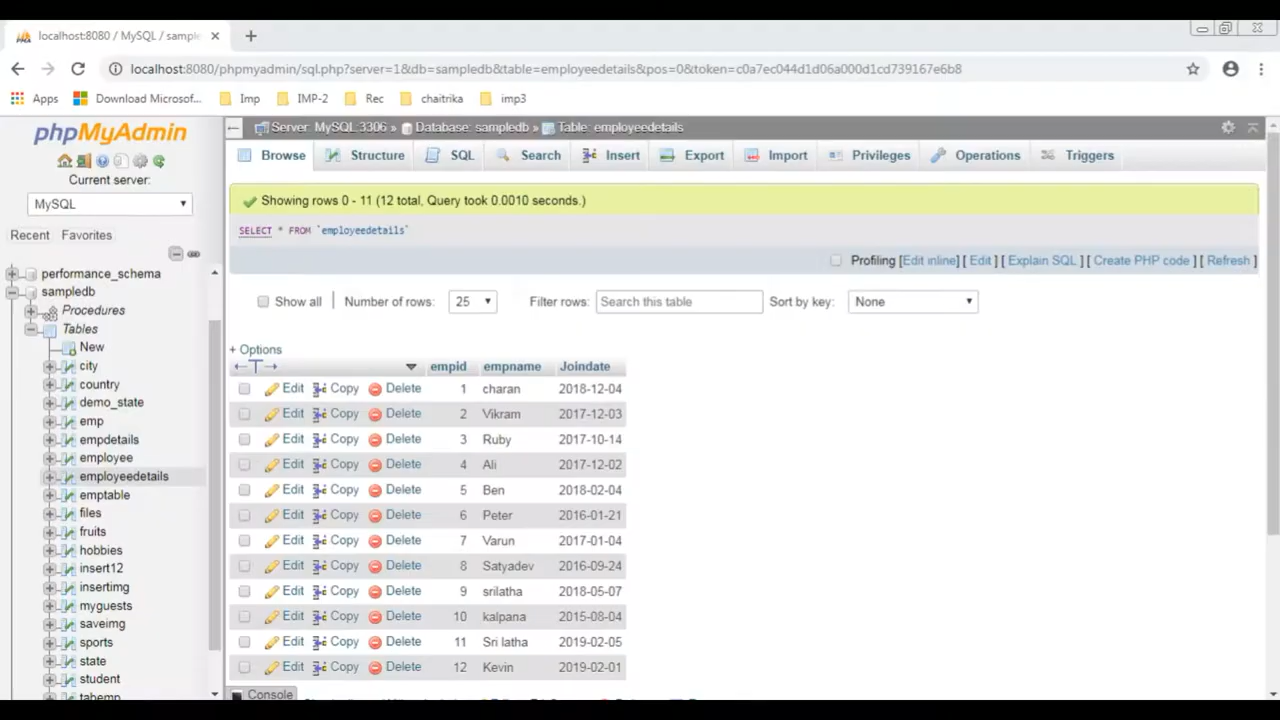 localhost:8080 / MySQL / sample
localhost:8080/phpmyadmin/sql.php?server=1&db=sampledb&table=employeedetails&pos=0&token=c0a7ec044d1d06a000d1cd739167e6b8
Apps Download Microsof... Imp IMP-2 Rec chaitrika imp3
phpMyAdmin
Current server:
MySQL
Recent Favorites
performance_schema
sampledb
Procedures
Tables
New
city
country
demo_state
emp
empdetails
employee
employeedetails
emptable
files
fruits
hobbies
insert12
insertimg
myguests
saveimg
sports
state
student
tabemp
Server: MySQL:3306 » Database: sampledb » Table: employeedetails
Browse Structure SQL Search Insert Export Import Privileges Operations Triggers
Showing rows 0 - 11 (12 total, Query took 0.0010 seconds.)
SELECT * FROM `employeedetails`
Profiling [Edit inline] [ Edit ] [ Explain SQL ] [ Create PHP code ] [ Refresh ]
Show all Number of rows: 25 Filter rows: Search this table Sort by key: None
+ Options
←T→ empid empname Joindate
Edit Copy Delete 1 charan 2018-12-04
Edit Copy Delete 2 Vikram 2017-12-03
Edit Copy Delete 3 Ruby 2017-10-14
Edit Copy Delete 4 Ali 2017-12-02
Edit Copy Delete 5 Ben 2018-02-04
Edit Copy Delete 6 Peter 2016-01-21
Edit Copy Delete 7 Varun 2017-01-04
Edit Copy Delete 8 Satyadev 2016-09-24
Edit Copy Delete 9 srilatha 2018-05-07
Edit Copy Delete 10 kalpana 2015-08-04
Edit Copy Delete 11 Sri latha 2019-02-05
Edit Copy Delete 12 Kevin 2019-02-01
Console